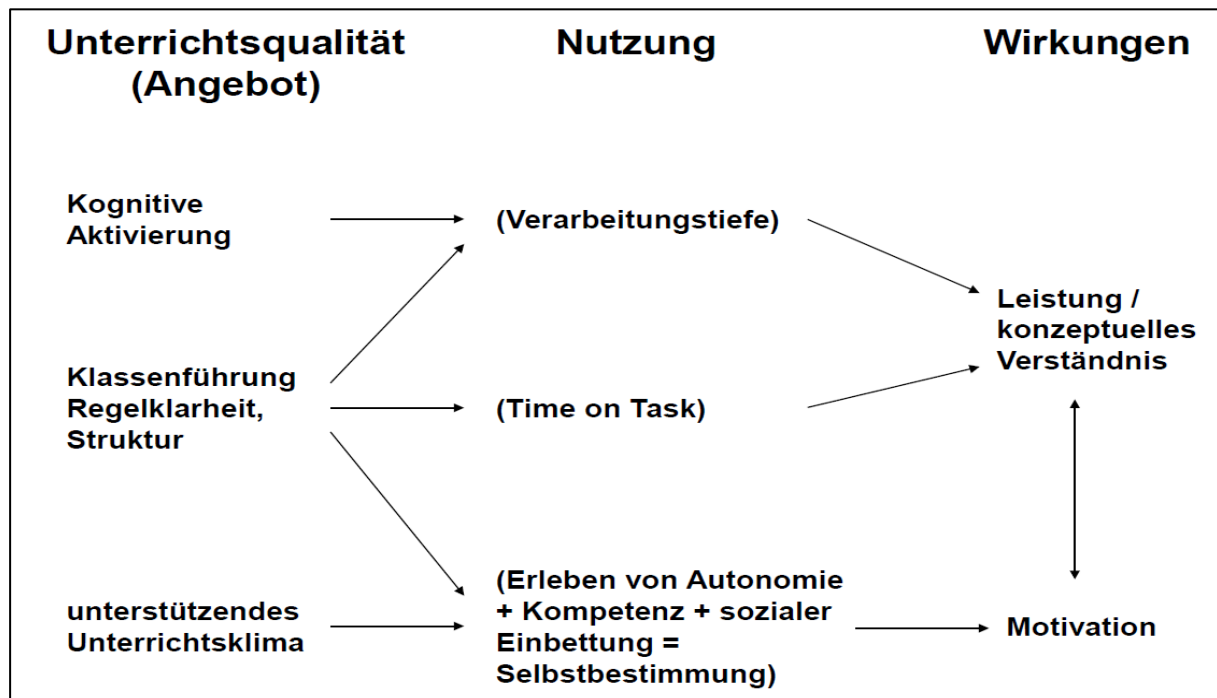 Unterrichtsqualität
(Angebot)
Nutzung
Wirkungen
Kognitive
Aktivierung
(Verarbeitungstiefe)
Leistung /
konzeptuelles
Verständnis
Klassenführung
Regelklarheit,
Struktur
(Time on Task)
unterstützendes
Unterrichtsklima
(Erleben von Autonomie
+ Kompetenz + sozialer
Einbettung =
Selbstbestimmung)
Motivation